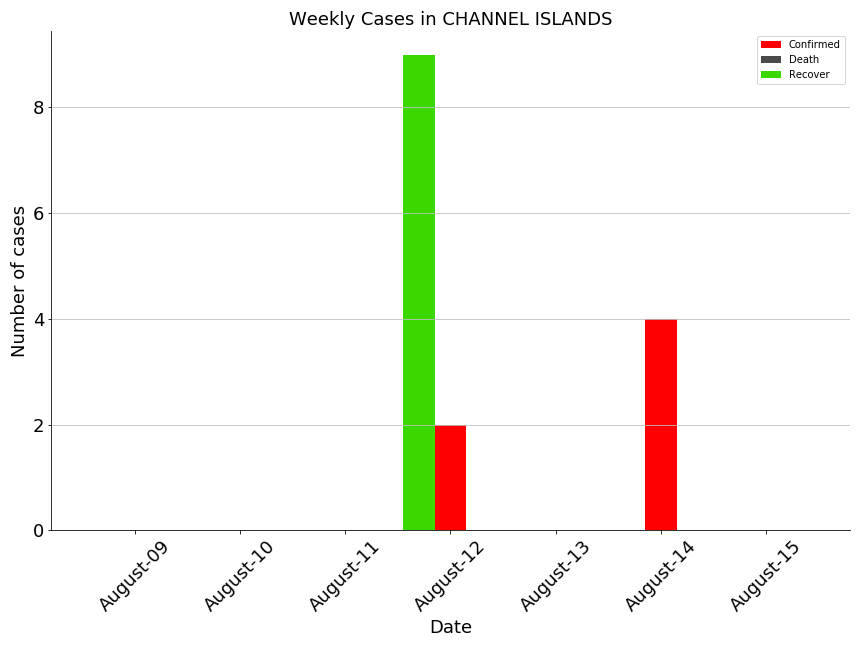 Weekly Cases in CHANNEL ISLANDS
Confirmed
Death
Recover
Number of cases
8
6
4
2
0
August-09
August-10
August-11
August-12
August-13
August-14
August-15
Date